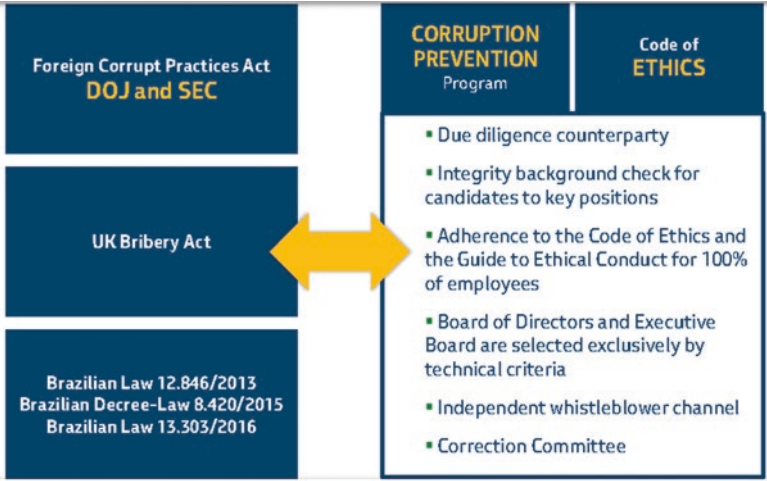 Foreign Corrupt Practices Act
DOJ and SEC
UK Bribery Act
Brazilian Law 12.846/2013
Brazilian Decree-Law 8.420/2015
Brazilian Law 13.303/2016
CORRUPTION
PREVENTION
Program
Code of
ETHICS
▪ Due diligence counterparty
▪ Integrity background check for
candidates to key positions
▪ Adherence to the Code of Ethics and
the Guide to Ethical Conduct for 100%
of employees
▪ Board of Directors and Executive
Board are selected exclusively by
technical criteria
▪ Independent whistleblower channel
▪ Correction Committee